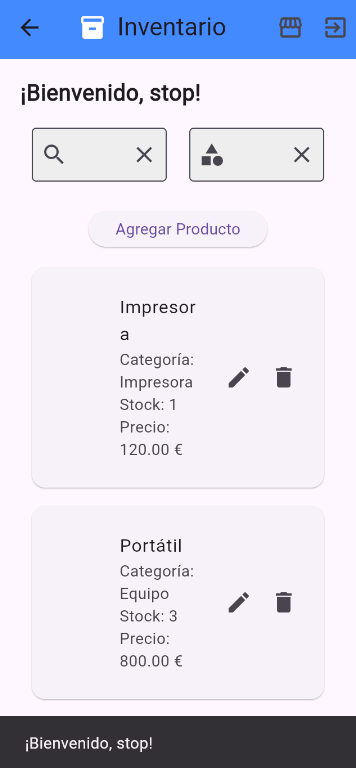 Inventario
¡Bienvenido, stop!
Agregar Producto
Impresor
a
Categoría:
Impresora
Stock: 1
Precio:
120.00 €
Portátil
Categoría:
Equipo
Stock: 3
Precio:
800.00 €
¡Bienvenido, stop!